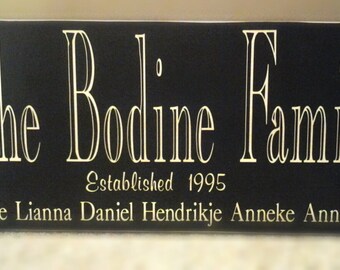 he Bodine Fam
Established 1995
e Lianna Daniel Hendrikje Anneke Ann